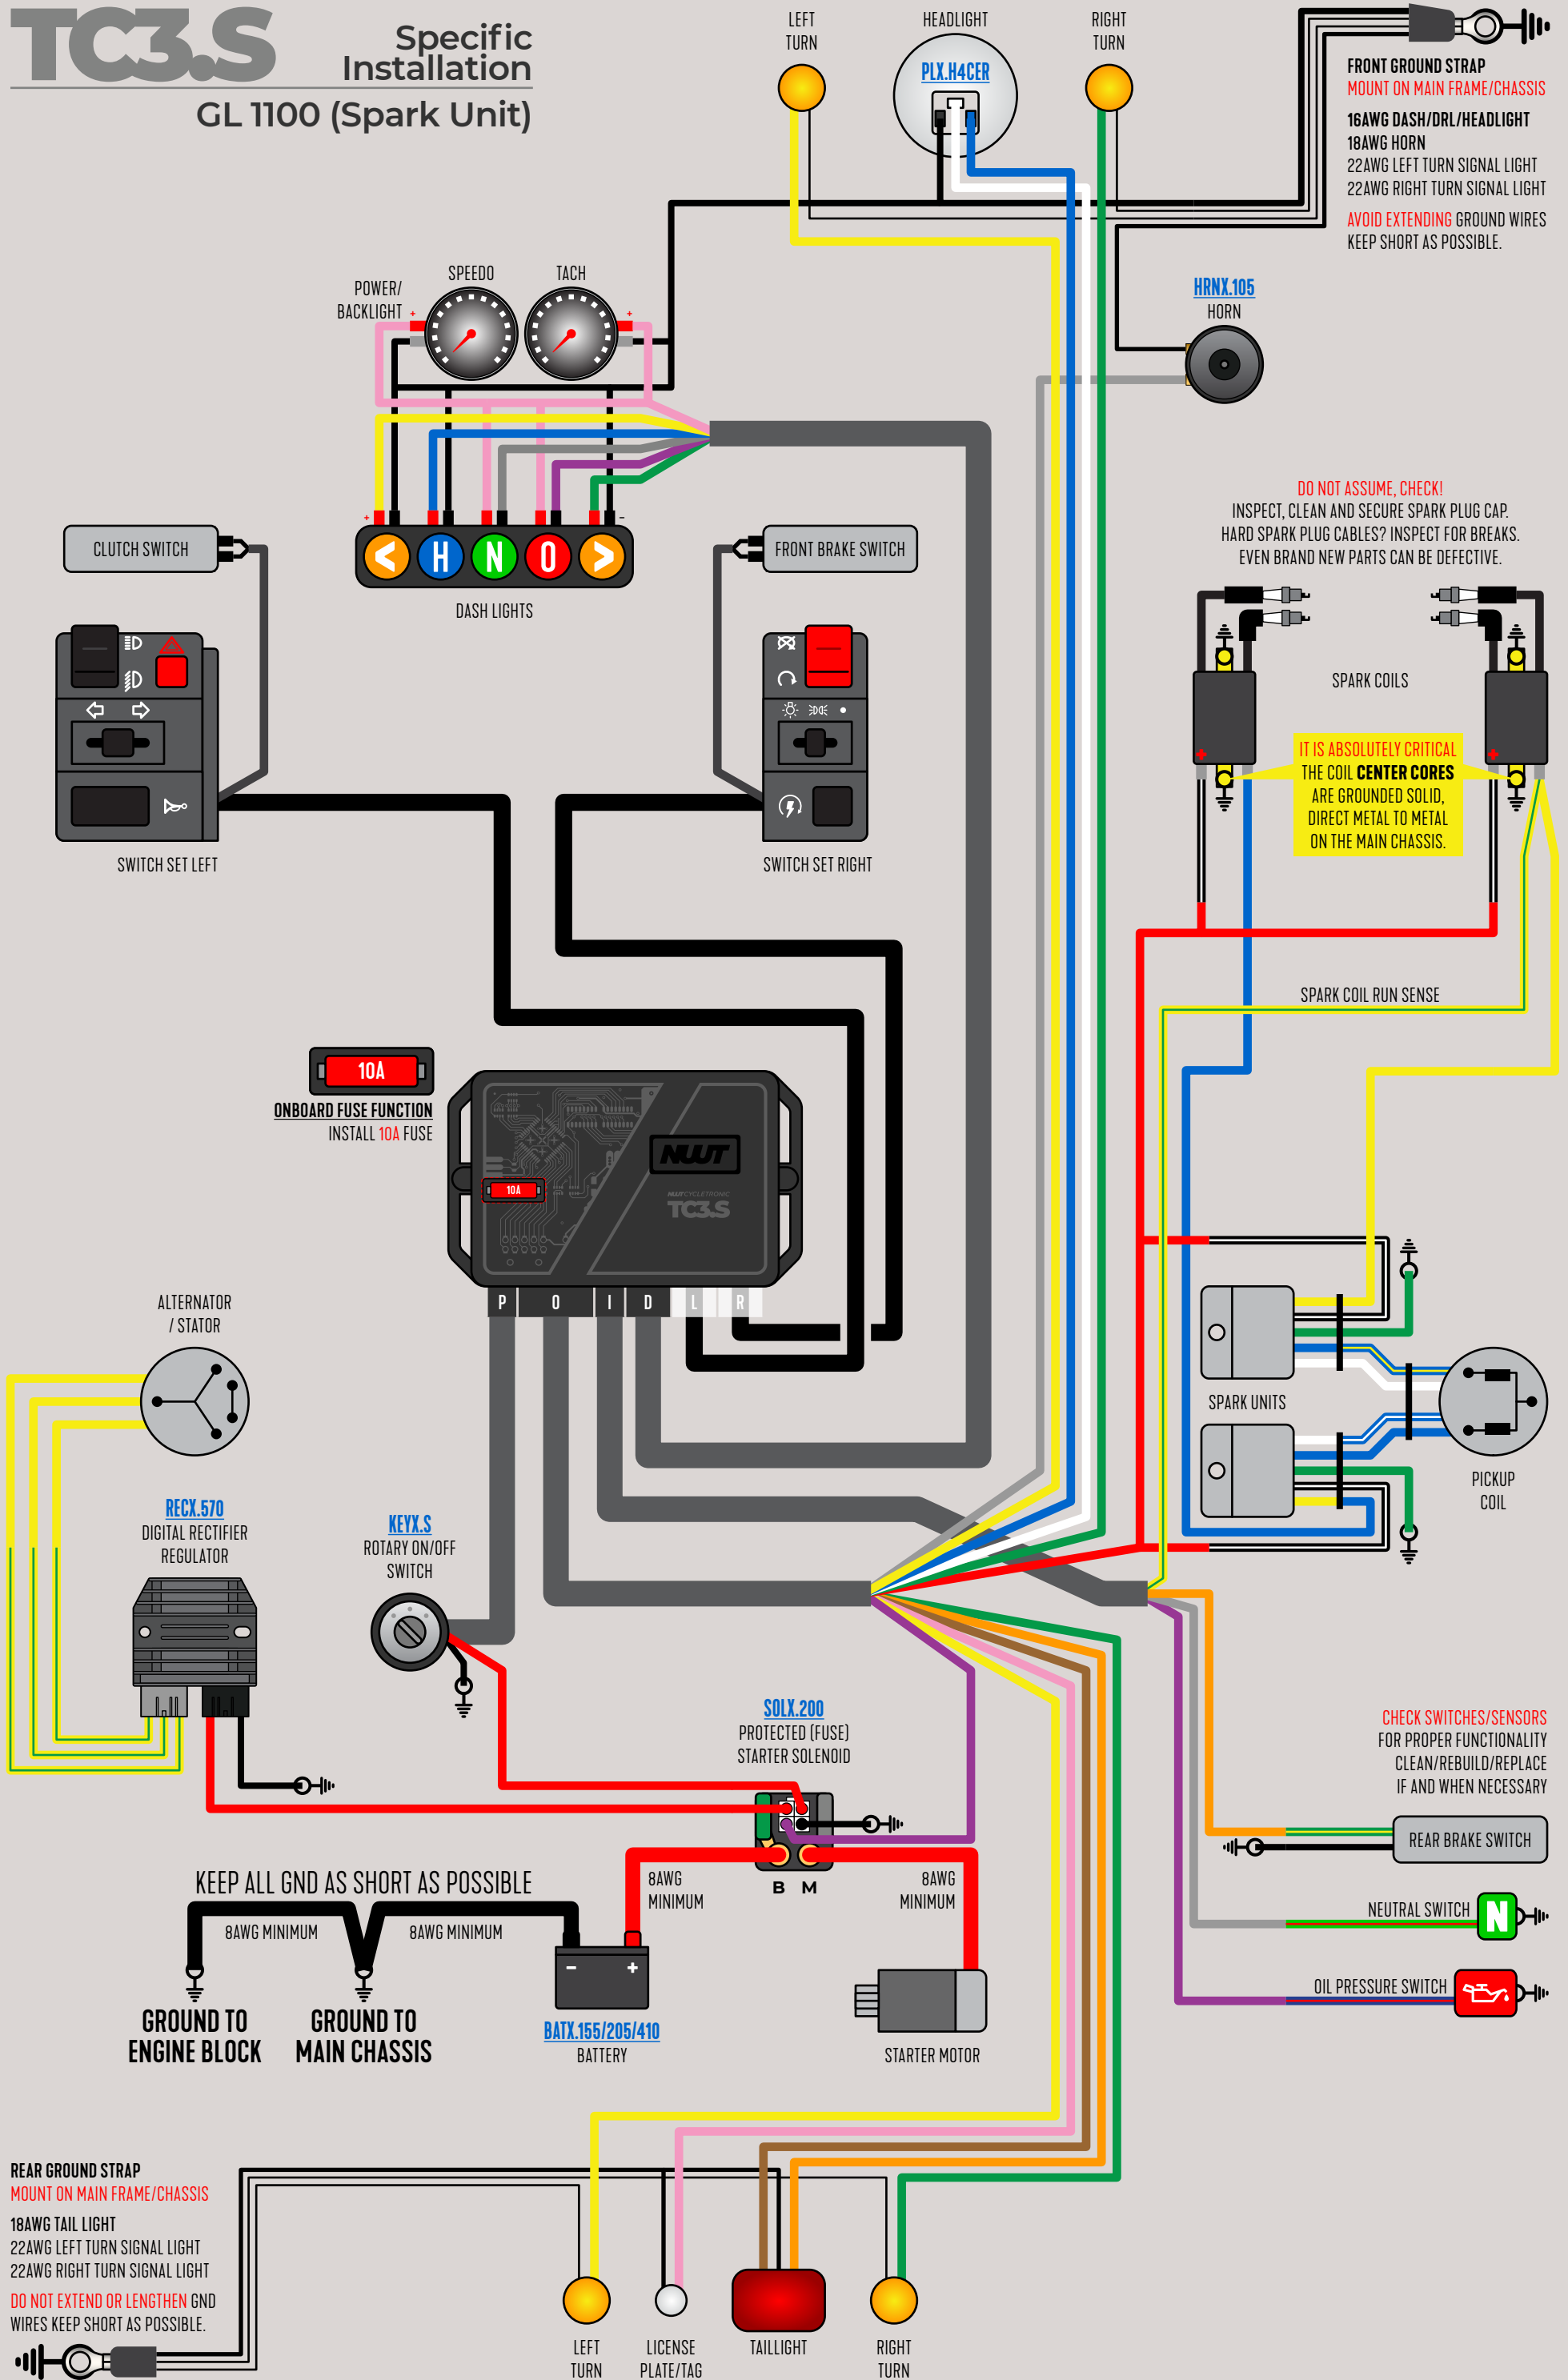 TC3.S
Specific
Installation
GL 1100 (Spark Unit)
LEFT
TURN
HEADLIGHT
PLX.H4CER
RIGHT
TURN
FRONT GROUND STRAP
MOUNT ON MAIN FRAME/CHASSIS
16AWG DASH/DRL/HEADLIGHT
18AWG HORN
22AWG LEFT TURN SIGNAL LIGHT
22AWG RIGHT TURN SIGNAL LIGHT
AVOID EXTENDING GROUND WIRES
KEEP SHORT AS POSSIBLE.
POWER/
BACKLIGHT
SPEEDO
TACH
+
+
HRNX.105
HORN
+
-
< H N O >
DASH LIGHTS
CLUTCH SWITCH
FRONT BRAKE SWITCH
DO NOT ASSUME, CHECK!
INSPECT, CLEAN AND SECURE SPARK PLUG CAP.
HARD SPARK PLUG CABLES? INSPECT FOR BREAKS.
EVEN BRAND NEW PARTS CAN BE DEFECTIVE.
SPARK COILS
+
+
IT IS ABSOLUTELY CRITICAL
THE COIL CENTER CORES
ARE GROUNDED SOLID,
DIRECT METAL TO METAL
ON THE MAIN CHASSIS.
SWITCH SET LEFT
SWITCH SET RIGHT
SPARK COIL RUN SENSE
10A
ONBOARD FUSE FUNCTION
INSTALL 10A FUSE
10A
NWT
NWT CYCLETRONIC
TC3.S
P O I D L R
ALTERNATOR
/ STATOR
SPARK UNITS
PICKUP
COIL
RECX.570
DIGITAL RECTIFIER
REGULATOR
KEYX.S
ROTARY ON/OFF
SWITCH
SOLX.200
PROTECTED (FUSE)
STARTER SOLENOID
B M
CHECK SWITCHES/SENSORS
FOR PROPER FUNCTIONALITY
CLEAN/REBUILD/REPLACE
IF AND WHEN NECESSARY
REAR BRAKE SWITCH
NEUTRAL SWITCH
N
OIL PRESSURE SWITCH
KEEP ALL GND AS SHORT AS POSSIBLE
8AWG MINIMUM
8AWG MINIMUM
8AWG
MINIMUM
8AWG
MINIMUM
GROUND TO
ENGINE BLOCK
GROUND TO
MAIN CHASSIS
- +
BATX.155/205/410
BATTERY
STARTER MOTOR
REAR GROUND STRAP
MOUNT ON MAIN FRAME/CHASSIS
18AWG TAIL LIGHT
22AWG LEFT TURN SIGNAL LIGHT
22AWG RIGHT TURN SIGNAL LIGHT
DO NOT EXTEND OR LENGTHEN GND
WIRES KEEP SHORT AS POSSIBLE.
LEFT
TURN
LICENSE
PLATE/TAG
TAILLIGHT
RIGHT
TURN